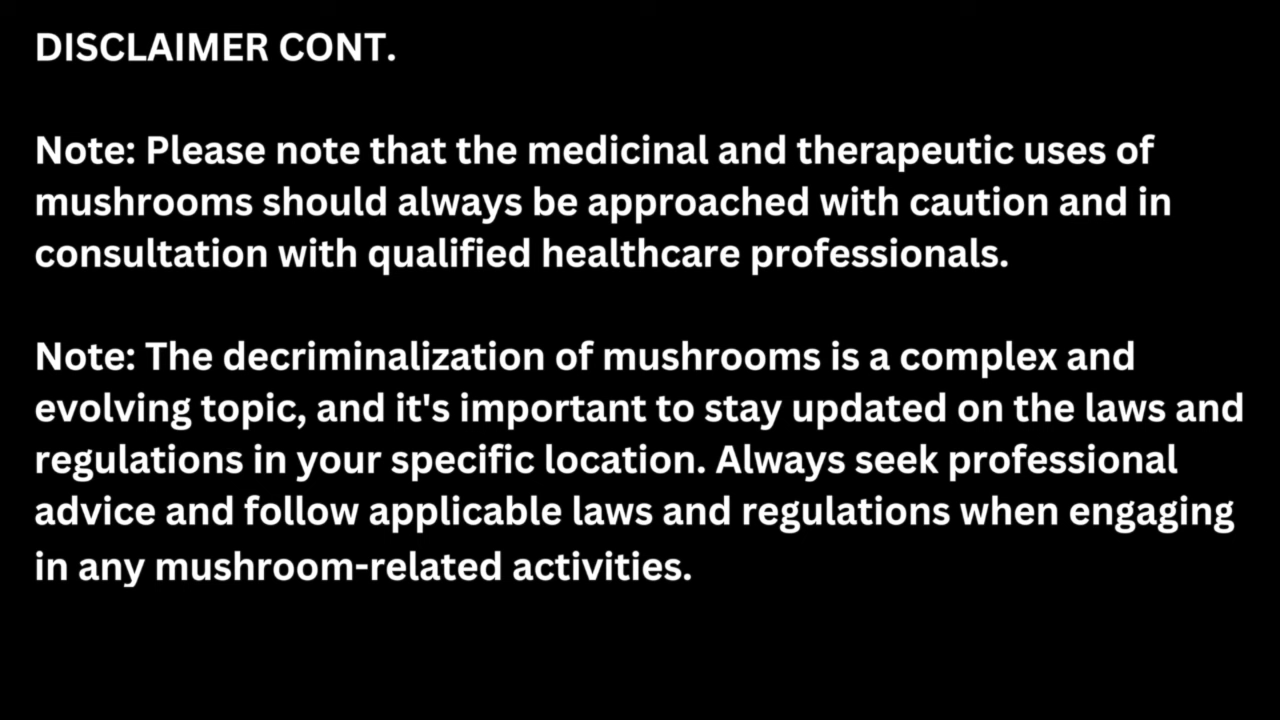 DISCLAIMER CONT.
Note: Please note that the medicinal and therapeutic uses of
mushrooms should always be approached with caution and in
consultation with qualified healthcare professionals.
Note: The decriminalization of mushrooms is a complex and
evolving topic, and it's important to stay updated on the laws and
regulations in your specific location. Always seek professional
advice and follow applicable laws and regulations when engaging
in any mushroom-related activities.